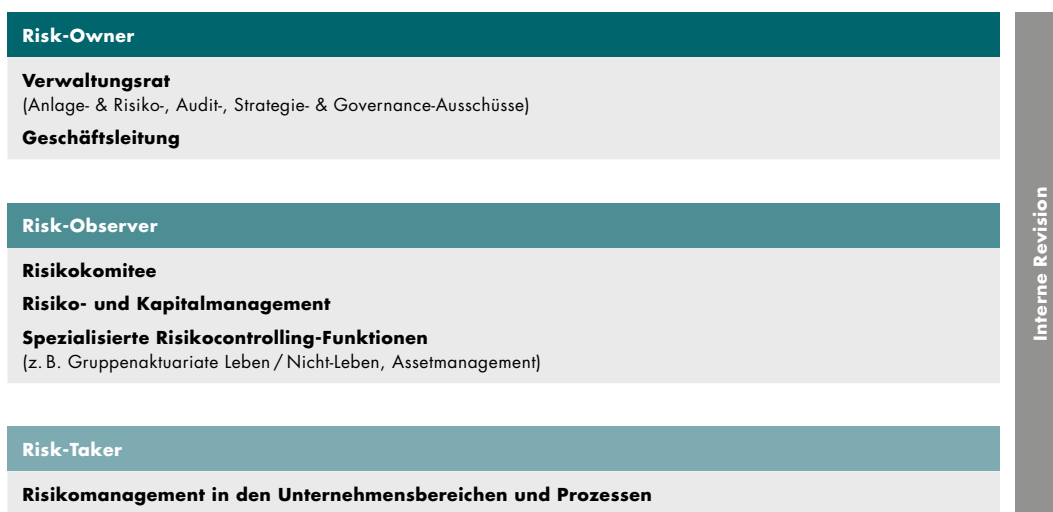 Risk-Owner
Verwaltungsrat
(Anlage- & Risiko-, Audit-, Strategie- & Governance-Ausschüsse)
Geschäftsleitung
Risk-Observer
Risikokomitee
Risiko- und Kapitalmanagement
Spezialisierte Risikocontrolling-Funktionen
(z. B. Gruppenaktuariate Leben / Nicht-Leben, Assetmanagement)
Risk-Taker
Risikomanagement in den Unternehmensbereichen und Prozessen
Interne Revision